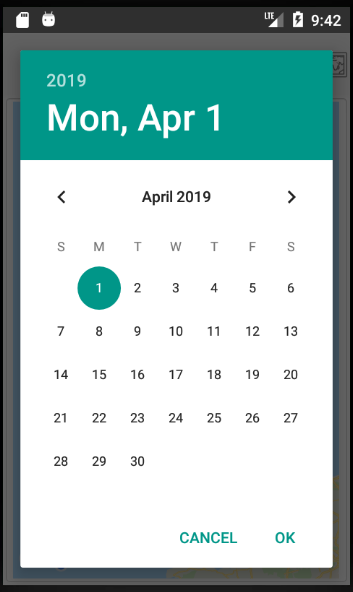 LTE 9:42
2019
Mon, Apr 1
April 2019
S M T W T F S
1 2 3 4 5 6
7 8 9 10 11 12 13
14 15 16 17 18 19 20
21 22 23 24 25 26 27
28 29 30
CANCEL OK